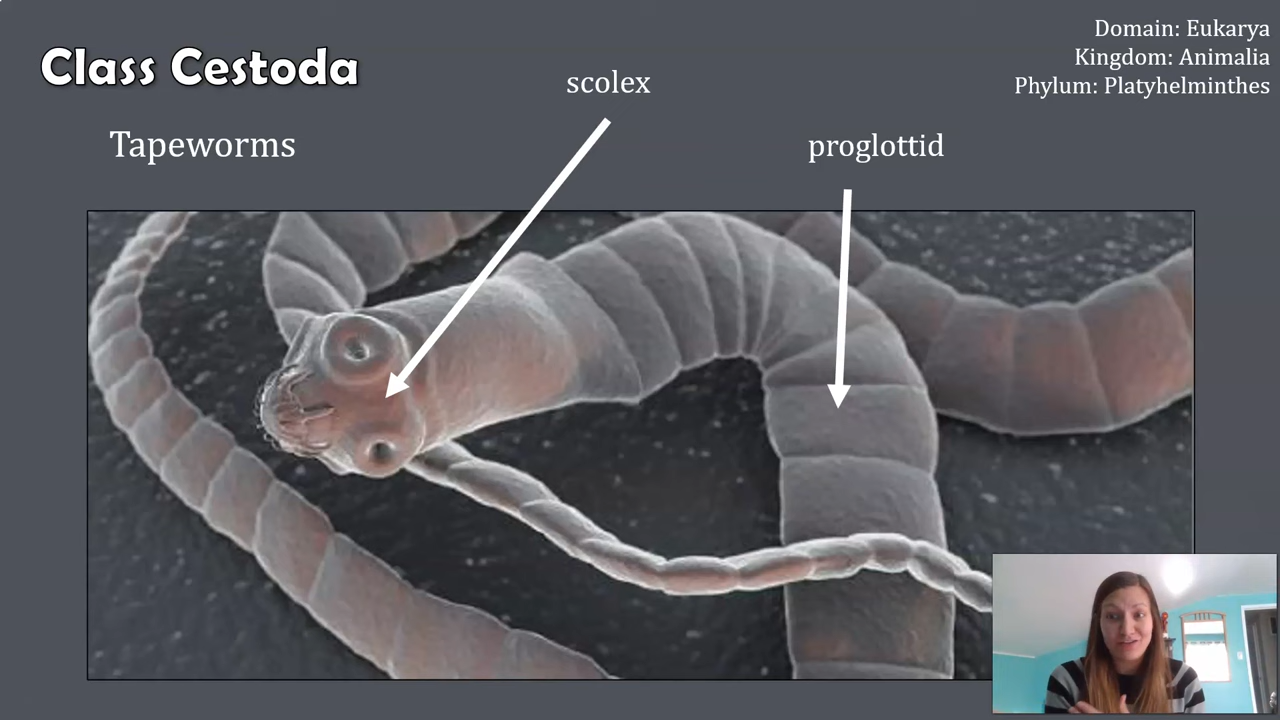 Class Cestoda
Tapeworms
scolex
proglottid
Domain: Eukarya
Kingdom: Animalia
Phylum: Platyhelminthes